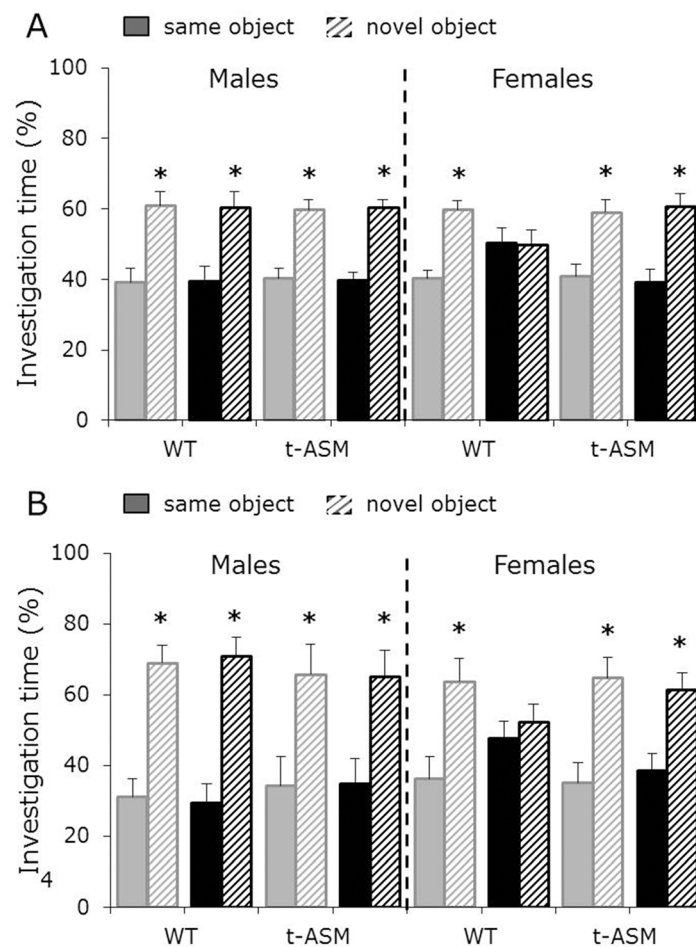 A
same object
novel object
Males
Females
Investigation time (%)
100
80
60
40
20
0
* * * * * * *
WT
t-ASM
WT
t-ASM
B
same object
novel object
Males
Females
Investigation time (%)
4
100
80
60
40
20
0
* * * * * * *
WT
t-ASM
WT
t-ASM